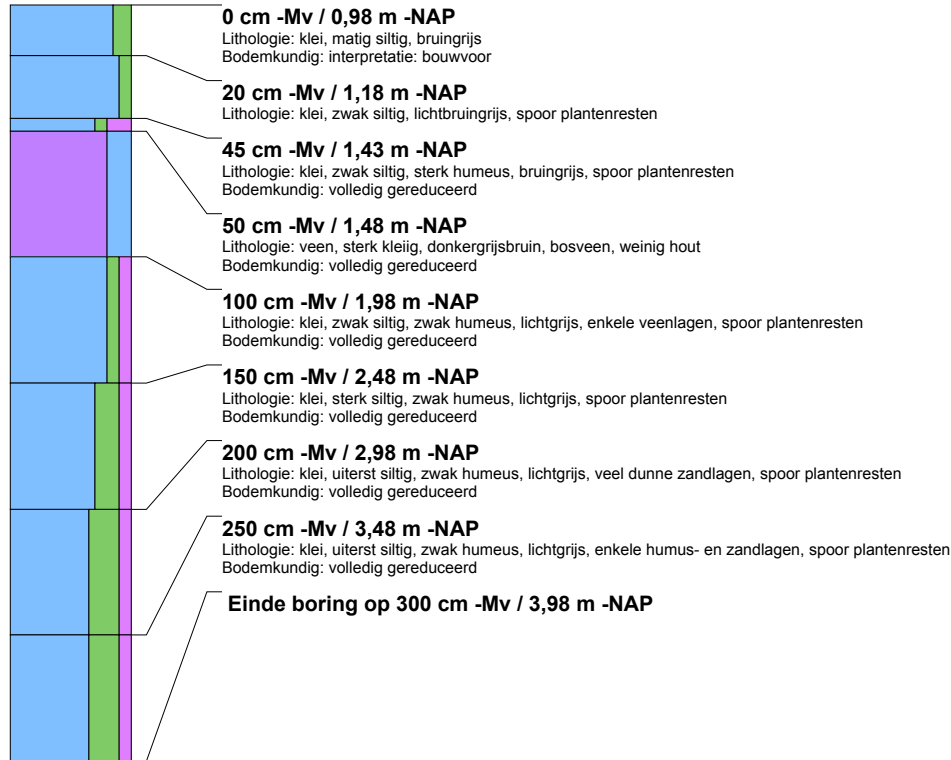 0 cm -Mv / 0,98 m -NAP
Lithologie: klei, matig siltig, bruingrijs
Bodemkundig: interpretatie: bouwvoor
20 cm -Mv / 1,18 m -NAP
Lithologie: klei, zwak siltig, lichtbruingrijs, spoor plantenresten
45 cm -Mv / 1,43 m -NAP
Lithologie: klei, zwak siltig, sterk humeus, bruingrijs, spoor plantenresten
Bodemkundig: volledig gereduceerd
50 cm -Mv / 1,48 m -NAP
Lithologie: veen, sterk kleiig, donkergrijsbruin, bosveen, weinig hout
Bodemkundig: volledig gereduceerd
100 cm -Mv / 1,98 m -NAP
Lithologie: klei, zwak siltig, zwak humeus, lichtgrijs, enkele veenlagen, spoor plantenresten
Bodemkundig: volledig gereduceerd
150 cm -Mv / 2,48 m -NAP
Lithologie: klei, sterk siltig, zwak humeus, lichtgrijs, spoor plantenresten
Bodemkundig: volledig gereduceerd
200 cm -Mv / 2,98 m -NAP
Lithologie: klei, uiterst siltig, zwak humeus, lichtgrijs, veel dunne zandlagen, spoor plantenresten
Bodemkundig: volledig gereduceerd
250 cm -Mv / 3,48 m -NAP
Lithologie: klei, uiterst siltig, zwak humeus, lichtgrijs, enkele humus- en zandlagen, spoor plantenresten
Bodemkundig: volledig gereduceerd
Einde boring op 300 cm -Mv / 3,98 m -NAP